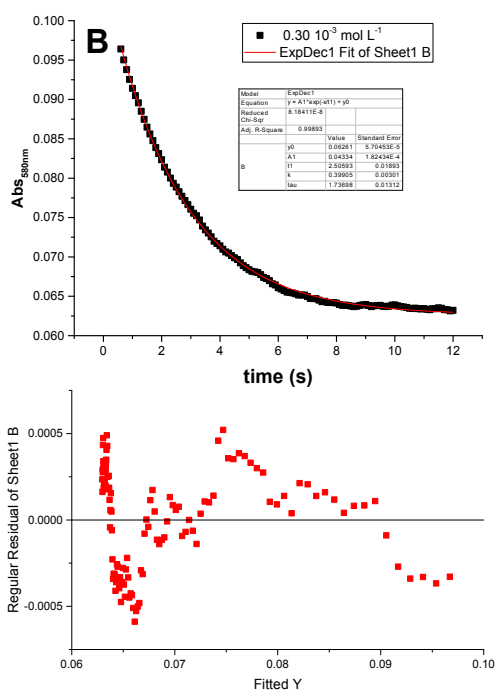 B
0.30 10⁻³ mol L⁻¹
ExpDec1 Fit of Sheet1 B
Model ExpDec1
Equation y = A1*exp(-x/t1) + y0
Reduced Chi-Sqr 8.18411E-8
Adj. R-Square 0.99893
Value Standard Error
B
y0 0.06261 5.70453E-5
A1 0.04334 1.82434E-4
t1 2.50593 0.01893
k 0.39905 0.00301
tau 1.73698 0.01312
0.100
0.095
0.090
0.085
0.080
0.075
0.070
0.065
0.060
Abs580nm
0 2 4 6 8 10 12
time (s)
0.0005
0.0000
-0.0005
Regular Residual of Sheet1 B
0.06 0.07 0.08 0.09 0.10
Fitted Y